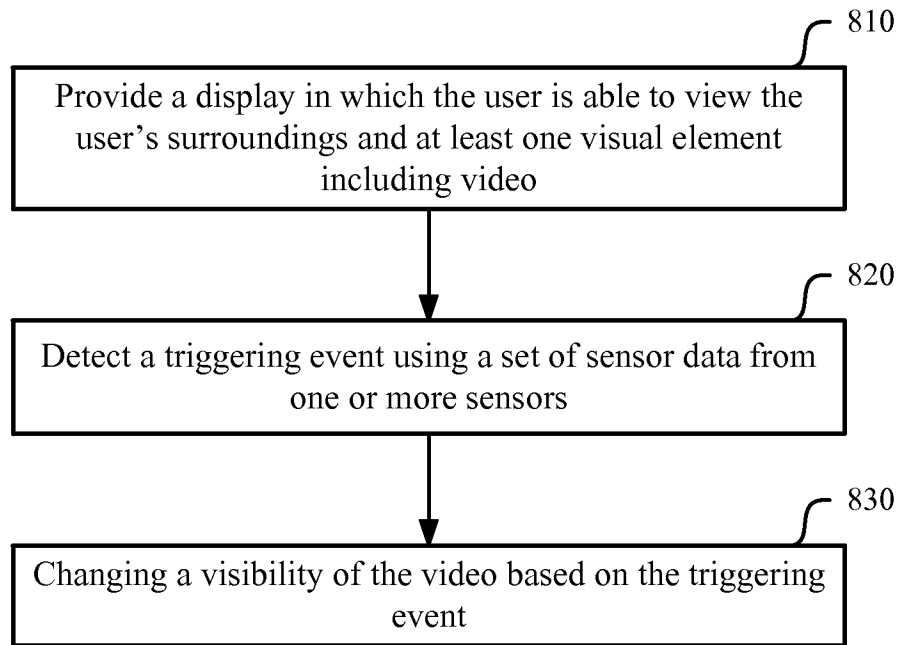 810
Provide a display in which the user is able to view the
user’s surroundings and at least one visual element
including video
820
Detect a triggering event using a set of sensor data from
one or more sensors
830
Changing a visibility of the video based on the triggering
event